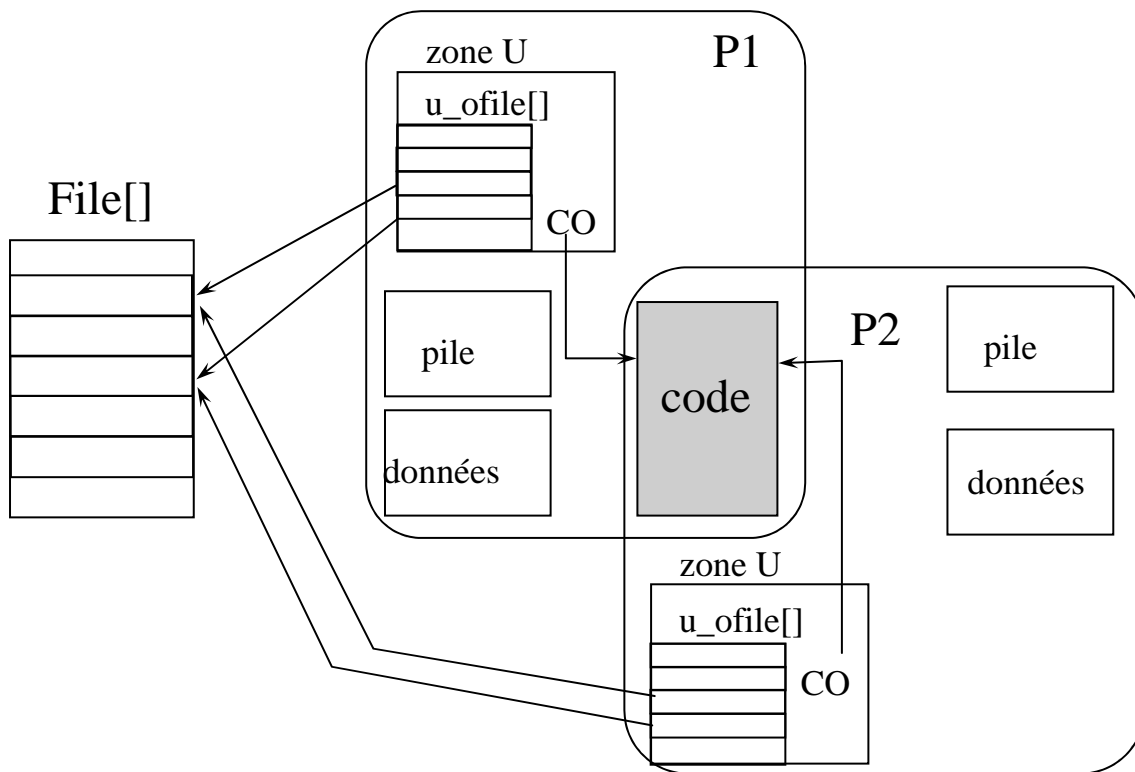 zone U
P1
u_ofile[]
File[]
CO
pile
P2
pile
code
données
données
zone U
u_ofile[]
CO